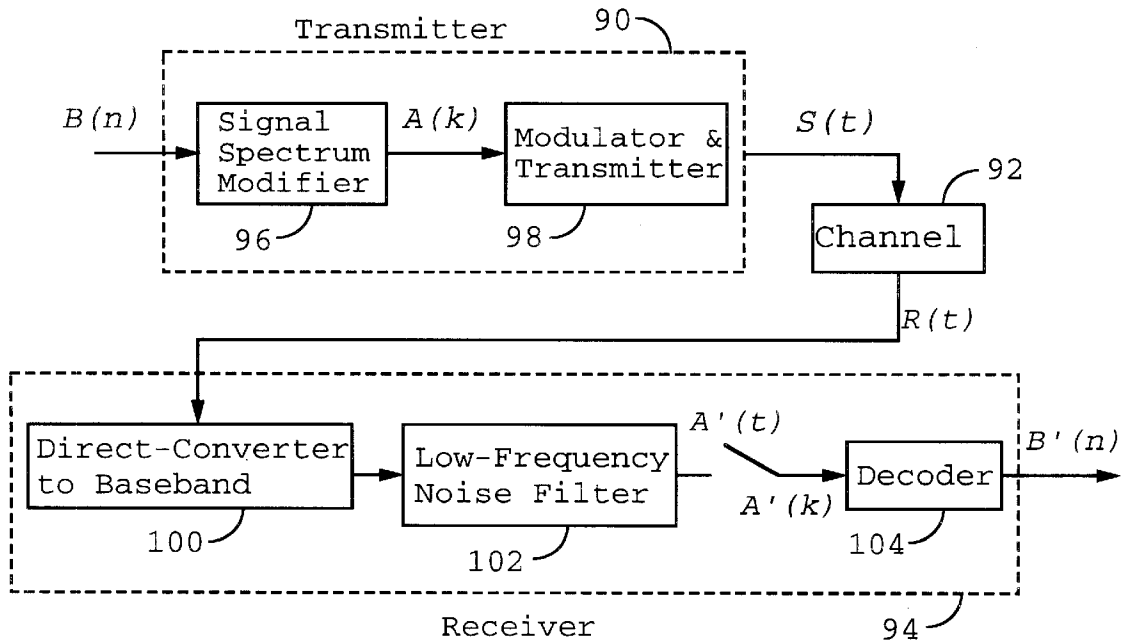 Transmitter
90
B(n)
Signal
Spectrum
Modifier
96
A(k)
Modulator &
Transmitter
98
S(t)
92
Channel
R(t)
Direct-Converter
to Baseband
100
Low-Frequency
Noise Filter
102
A'(t)
A'(k)
Decoder
104
B'(n)
94
Receiver